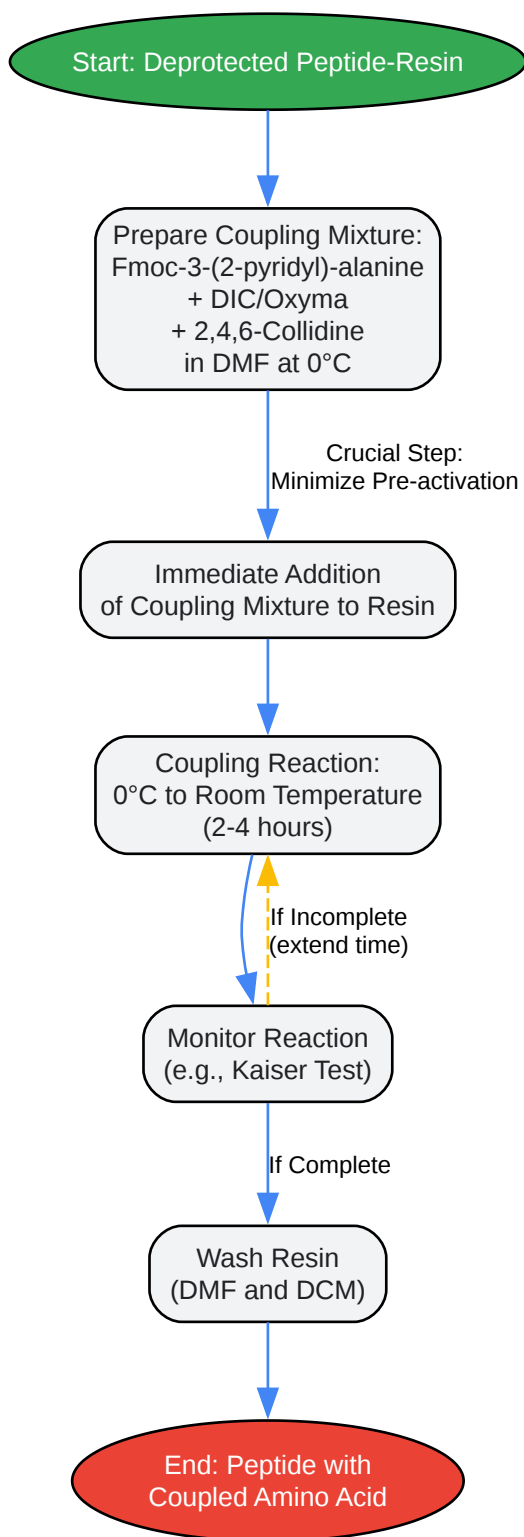 Start: Deprotected Peptide-Resin
Prepare Coupling Mixture:
Fmoc-3-(2-pyridyl)-alanine
+ DIC/Oxyma
+ 2,4,6-Collidine
in DMF at 0°C
Crucial Step:
Minimize Pre-activation
Immediate Addition
of Coupling Mixture to Resin
Coupling Reaction:
0°C to Room Temperature
(2-4 hours)
If Incomplete
(extend time)
Monitor Reaction
(e.g., Kaiser Test)
If Complete
Wash Resin
(DMF and DCM)
End: Peptide with
Coupled Amino Acid